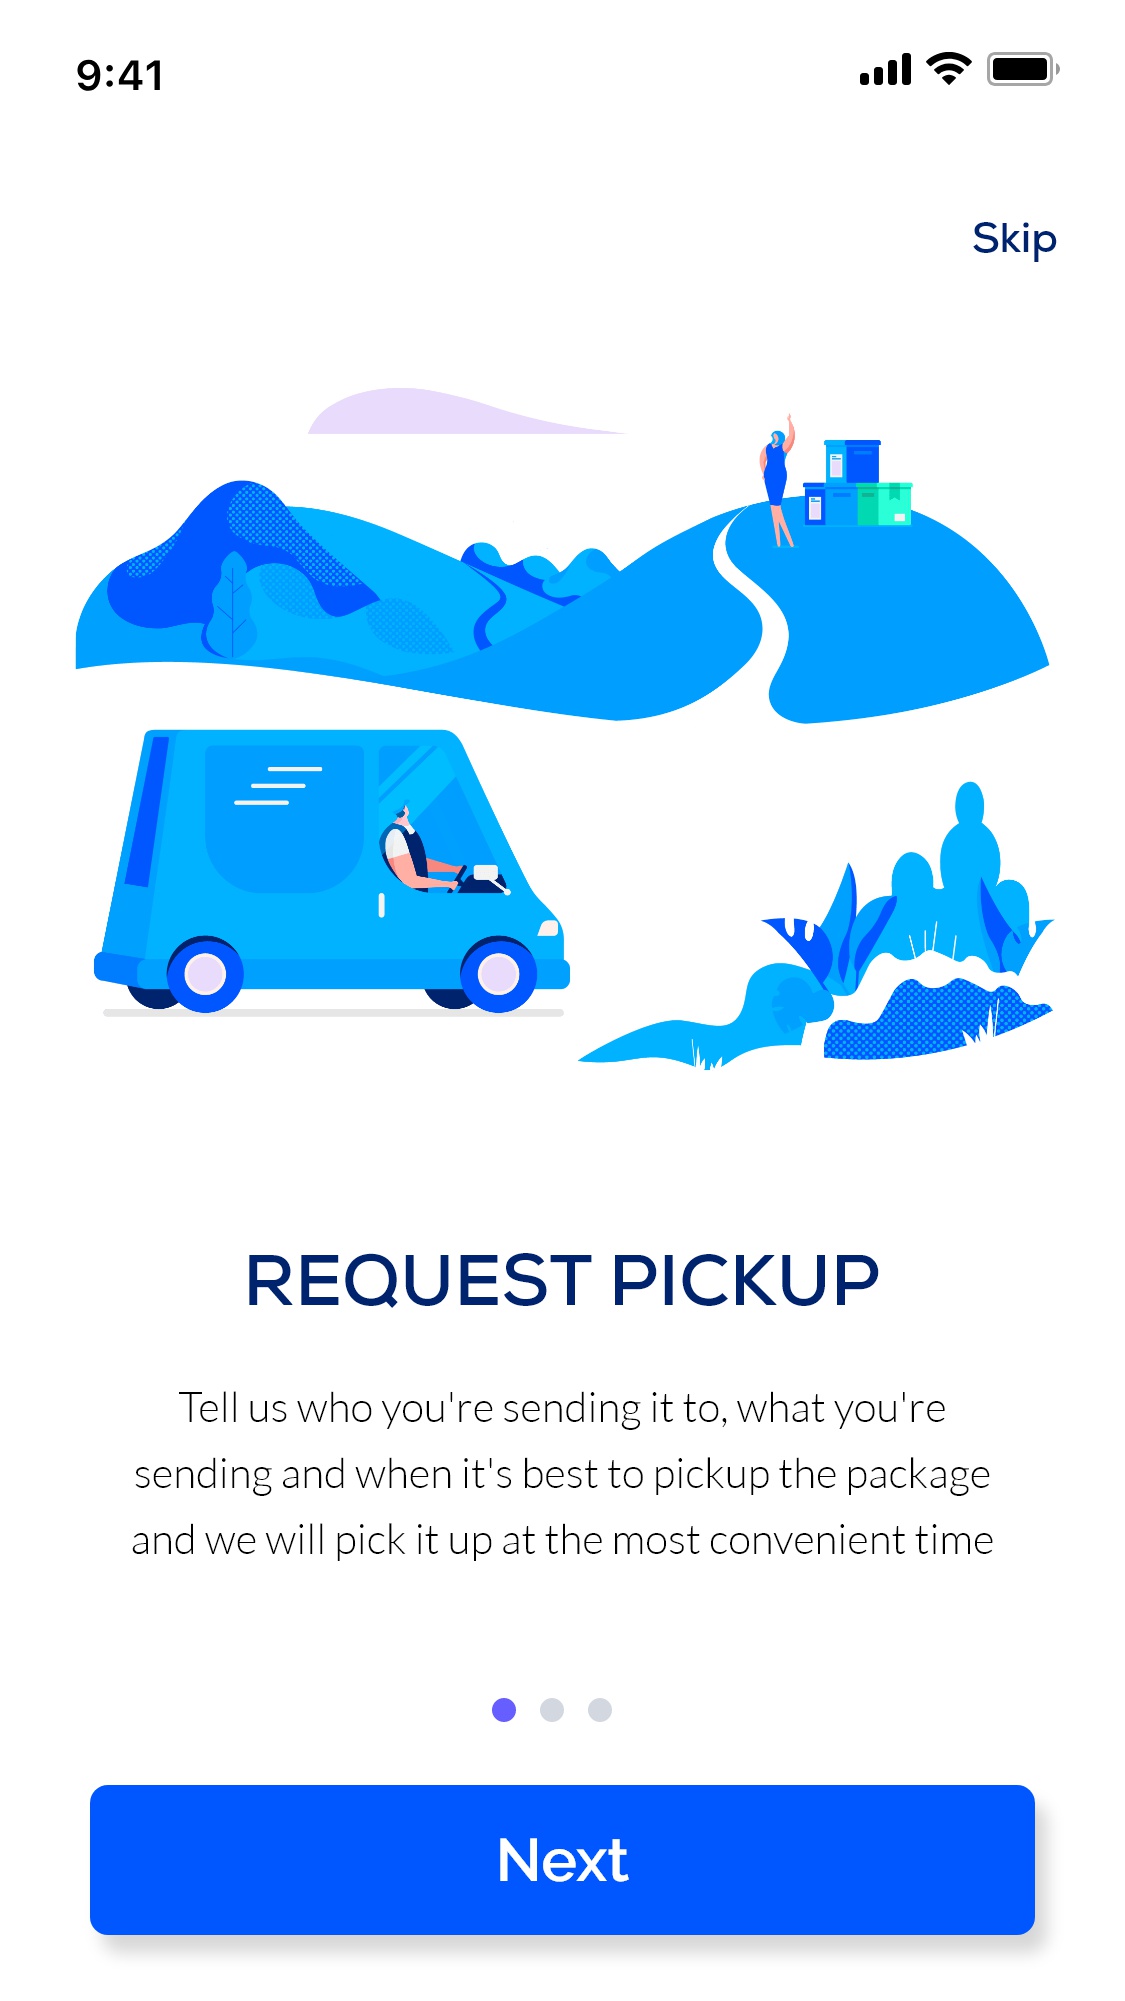 9:41
Skip
REQUEST PICKUP
Tell us who you're sending it to, what you're
sending and when it's best to pickup the package
and we will pick it up at the most convenient time
Next